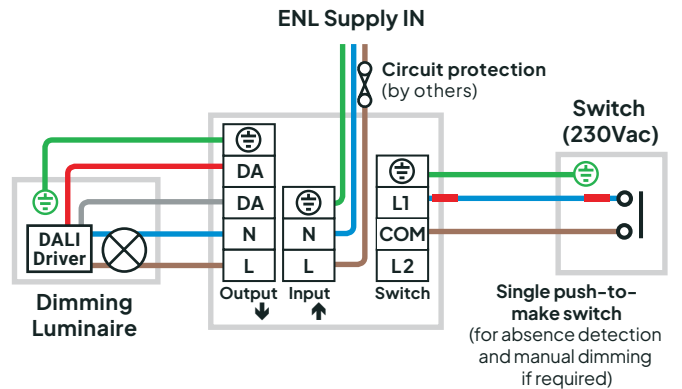 ENL Supply IN
Circuit protection
(by others)
Switch
(230Vac)
DA
DA
N
L
N
L
L1
COM
L2
Output
Input
Switch
DALI
Driver
Dimming
Luminaire
Single push-to-
make switch
(for absence detection
and manual dimming
if required)